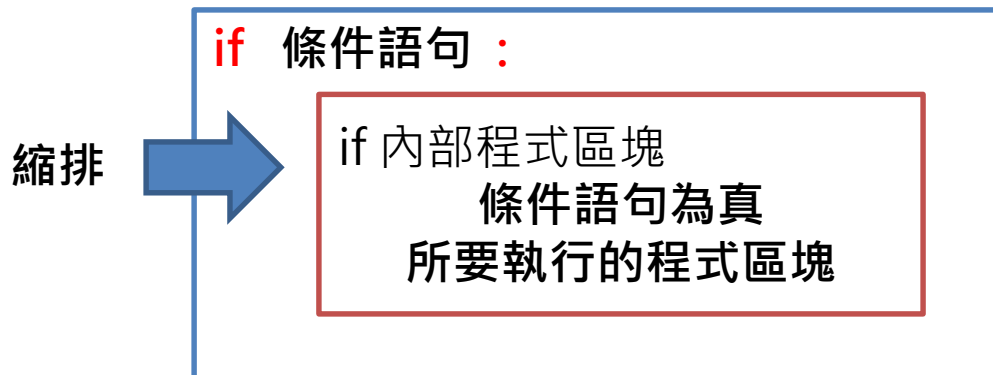 if 條件語句 :
縮排
if 內部程式區塊
條件語句為真
所要執行的程式區塊